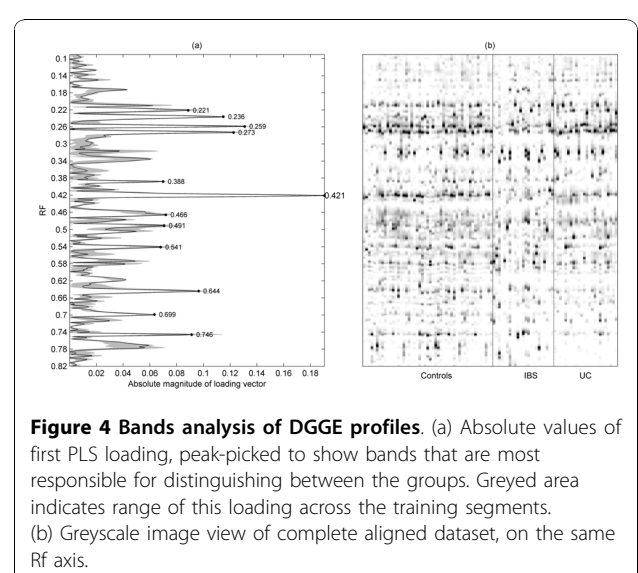 (a)
(b)
0.1
0.14
0.18
0.22
0.26
0.3
0.34
0.38
0.42
0.46
0.5
0.54
0.58
0.62
0.66
0.7
0.74
0.78
0.82
RF
0.221
0.236
0.259
0.273
0.388
0.421
0.466
0.491
0.541
0.644
0.699
0.746
0.02 0.04 0.06 0.08 0.1 0.12 0.14 0.16 0.18
Absolute magnitude of loading vector
Controls IBS UC
Figure 4 Bands analysis of DGGE profiles. (a) Absolute values of
first PLS loading, peak-picked to show bands that are most
responsible for distinguishing between the groups. Greyed area
indicates range of this loading across the training segments.
(b) Greyscale image view of complete aligned dataset, on the same
Rf axis.